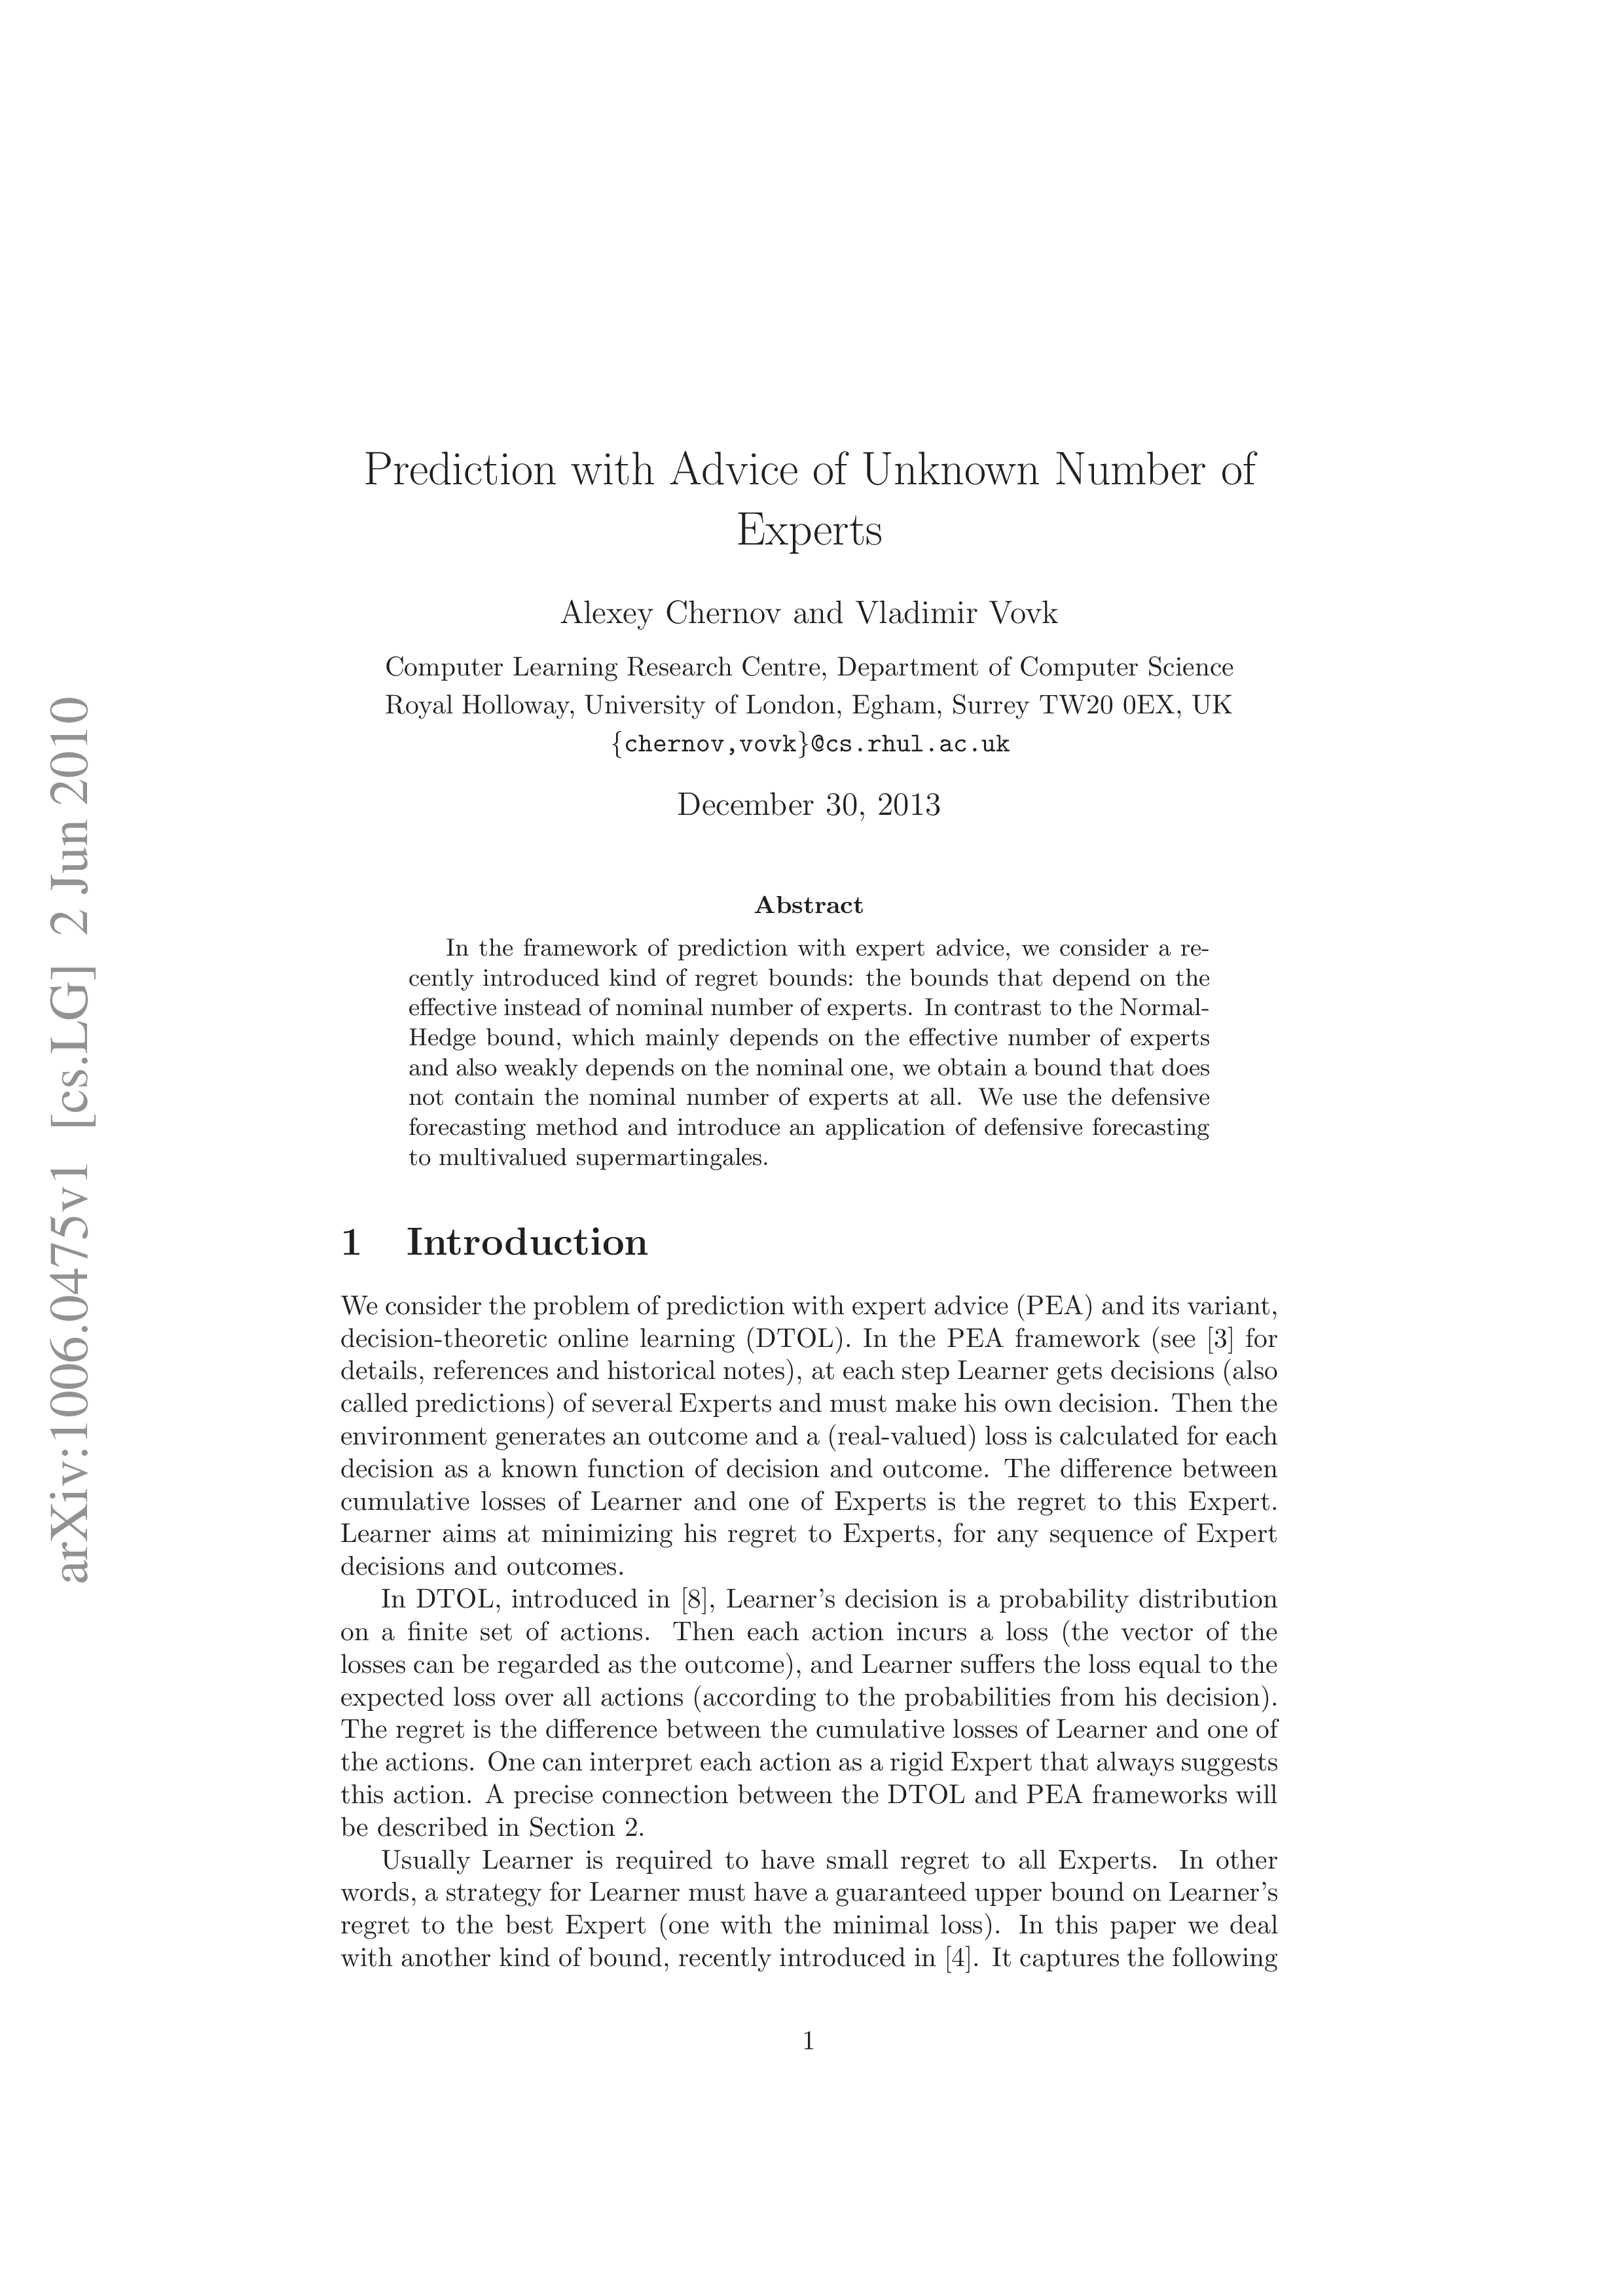 Prediction with Advice of Unknown Number of
Experts
Alexey Chernov and Vladimir Vovk
Computer Learning Research Centre, Department of Computer Science
Royal Holloway, University of London, Egham, Surrey TW20 0EX, UK
{chernov,vovk}@cs.rhul.ac.uk
December 30, 2013
arXiv:1006.0475v1 [cs.LG] 2 Jun 2010
Abstract
In the framework of prediction with expert advice, we consider a re-
cently introduced kind of regret bounds: the bounds that depend on the
effective instead of nominal number of experts. In contrast to the Normal-
Hedge bound, which mainly depends on the effective number of experts
and also weakly depends on the nominal one, we obtain a bound that does
not contain the nominal number of experts at all. We use the defensive
forecasting method and introduce an application of defensive forecasting
to multivalued supermartingales.
1 Introduction
We consider the problem of prediction with expert advice (PEA) and its variant,
decision-theoretic online learning (DTOL). In the PEA framework (see [3] for
details, references and historical notes), at each step Learner gets decisions (also
called predictions) of several Experts and must make his own decision. Then the
environment generates an outcome and a (real-valued) loss is calculated for each
decision as a known function of decision and outcome. The difference between
cumulative losses of Learner and one of Experts is the regret to this Expert.
Learner aims at minimizing his regret to Experts, for any sequence of Expert
decisions and outcomes.
In DTOL, introduced in [8], Learner's decision is a probability distribution
on a finite set of actions. Then each action incurs a loss (the vector of the
losses can be regarded as the outcome), and Learner suffers the loss equal to the
expected loss over all actions (according to the probabilities from his decision).
The regret is the difference between the cumulative losses of Learner and one of
the actions. One can interpret each action as a rigid Expert that always suggests
this action. A precise connection between the DTOL and PEA frameworks will
be described in Section 2.
Usually Learner is required to have small regret to all Experts. In other
words, a strategy for Learner must have a guaranteed upper bound on Learner's
regret to the best Expert (one with the minimal loss). In this paper we deal
with another kind of bound, recently introduced in [4]. It captures the following
1